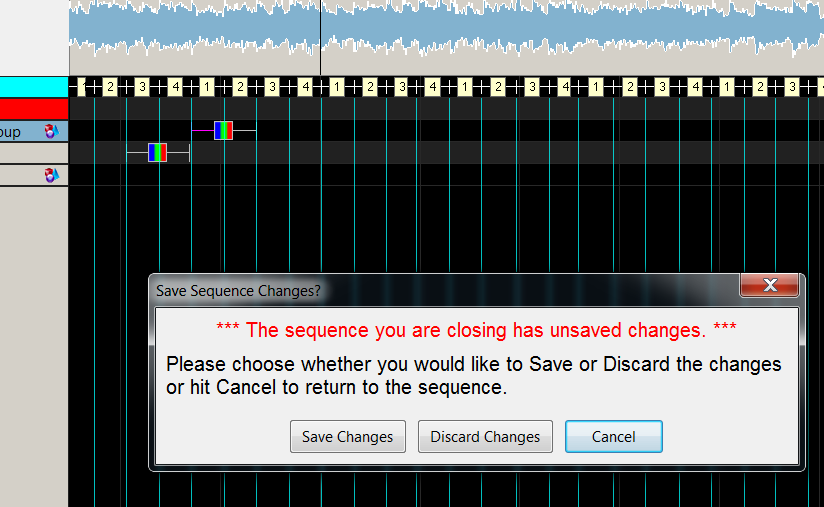 1 2 3 4 1 2 3 4 1 2 3 4 1 2 3 4 1 2 3 4 1 2 3
oup
Save Sequence Changes?
*** The sequence you are closing has unsaved changes. ***
Please choose whether you would like to Save or Discard the changes
or hit Cancel to return to the sequence.
Save Changes Discard Changes Cancel